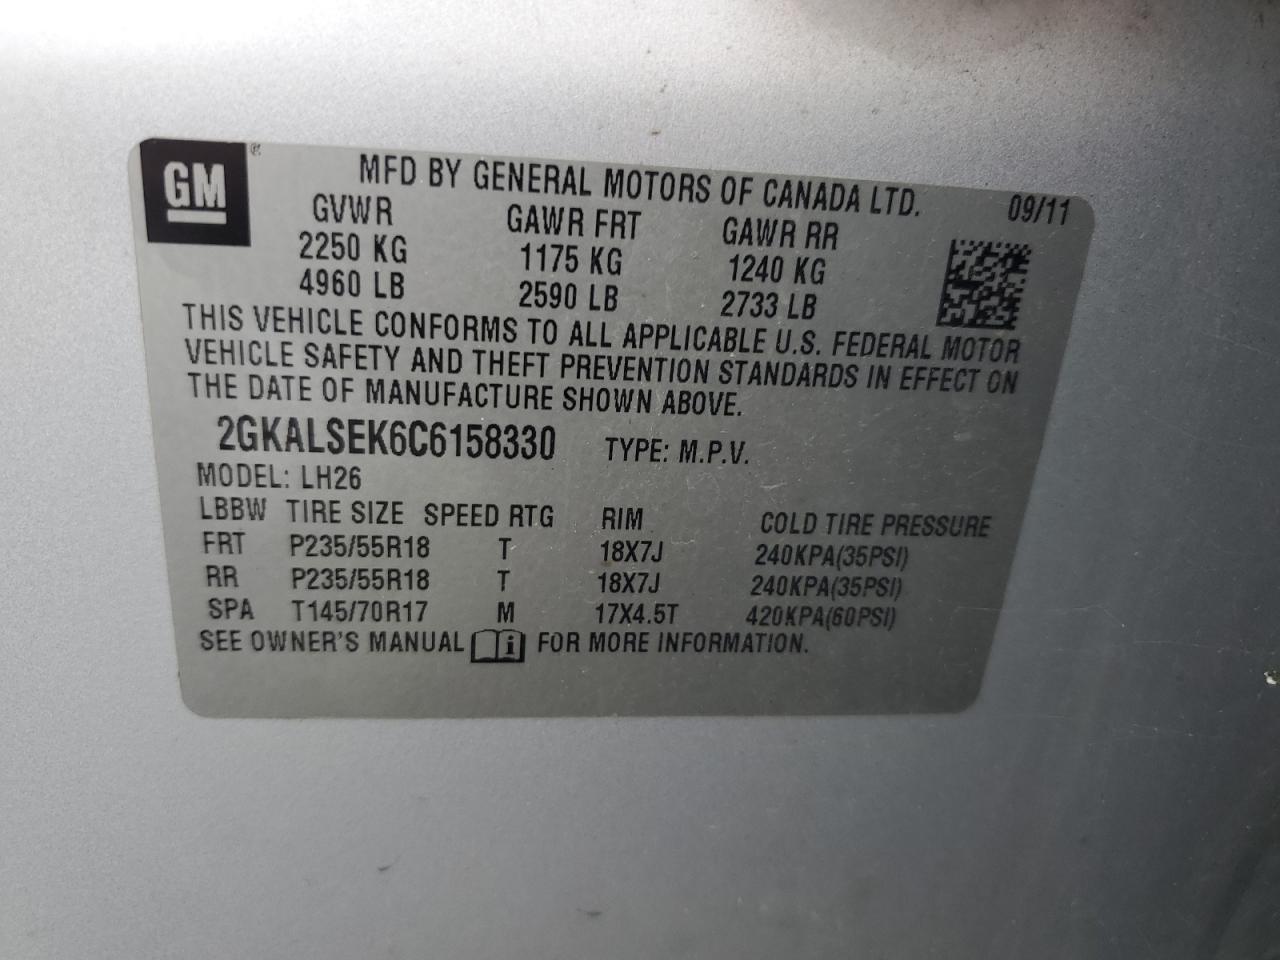 GM®
MFD BY GENERAL MOTORS OF CANADA LTD. 09/11
GVWR GAWR FRT GAWR RR
2250 KG 1175 KG 1240 KG
4960 LB 2590 LB 2733 LB
THIS VEHICLE CONFORMS TO ALL APPLICABLE U.S. FEDERAL MOTOR
VEHICLE SAFETY AND THEFT PREVENTION STANDARDS IN EFFECT ON
THE DATE OF MANUFACTURE SHOWN ABOVE.
2GKALSEK6C6158330 TYPE: M.P.V.
MODEL: LH26
LBBW TIRE SIZE SPEED RTG RIM COLD TIRE PRESSURE
FRT P235/55R18 T 18X7J 240KPA(35PSI)
RR P235/55R18 T 18X7J 240KPA(35PSI)
SPA T145/70R17 M 17X4.5T 420KPA(60PSI)
SEE OWNER'S MANUAL i FOR MORE INFORMATION.